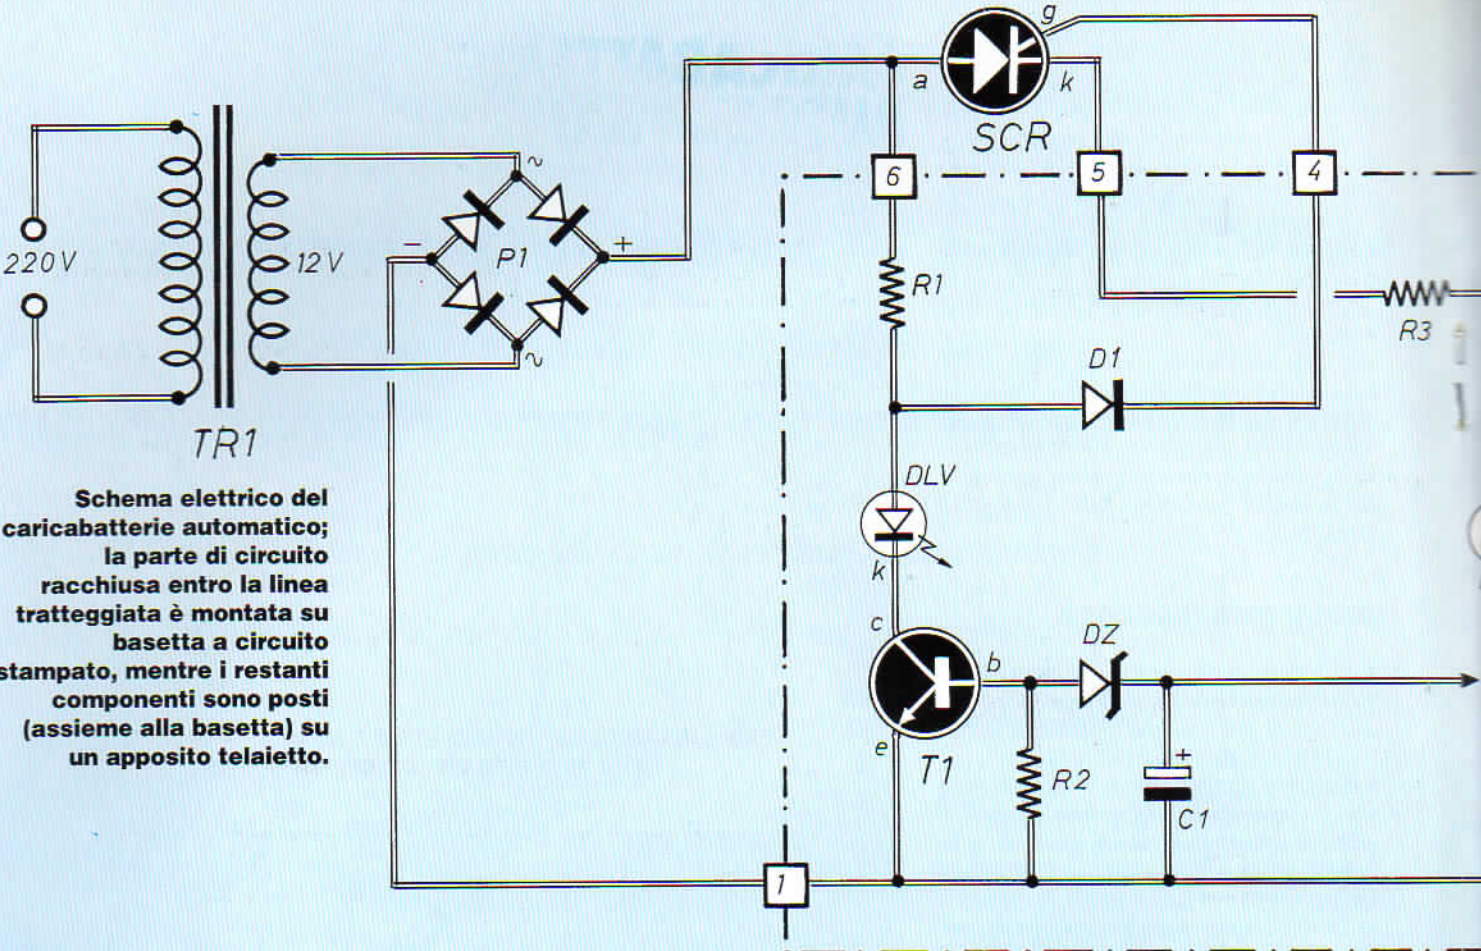 g
a
k
SCR
6
5
4
220V
12V
~
-
P1
+
~
R1
R3
D1
TR1
DLV
k
c
b
DZ
e
T1
R2
+
C1
1
Schema elettrico del
caricabatterie automatico;
la parte di circuito
racchiusa entro la linea
tratteggiata è montata su
basetta a circuito
stampato, mentre i restanti
componenti sono posti
(assieme alla basetta) su
un apposito telaietto.